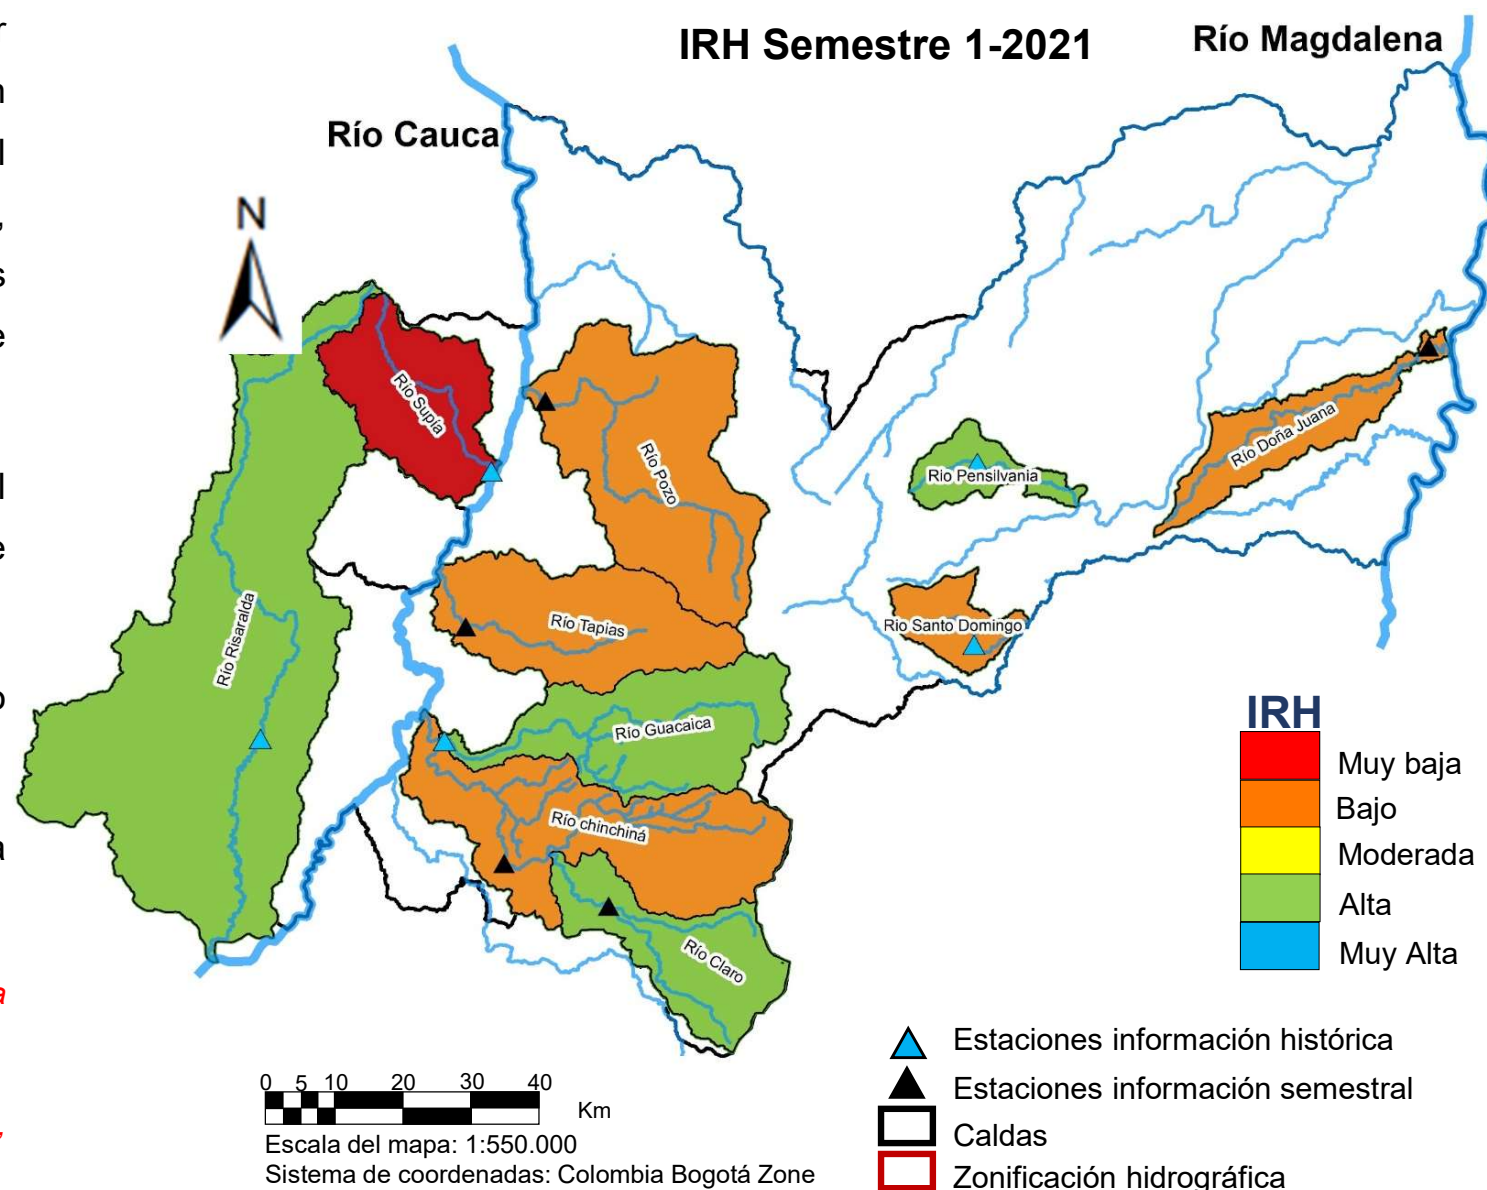 IRH Semestre 1-2021
Río Magdalena
Río Cauca
N
Río Supía
Río Pozo
Río Doña Juana
Rio Pensilvania
Río Risaralda
Río Tapias
Rio Santo Domingo
Río Guacaica
Río chinchiná
Río Claro
IRH
Muy baja
Bajo
Moderada
Alta
Muy Alta
Estaciones información histórica
Estaciones información semestral
Caldas
Zonificación hidrográfica
0 5 10 20 30 40
Km
Escala del mapa: 1:550.000
Sistema de coordenadas: Colombia Bogotá Zone